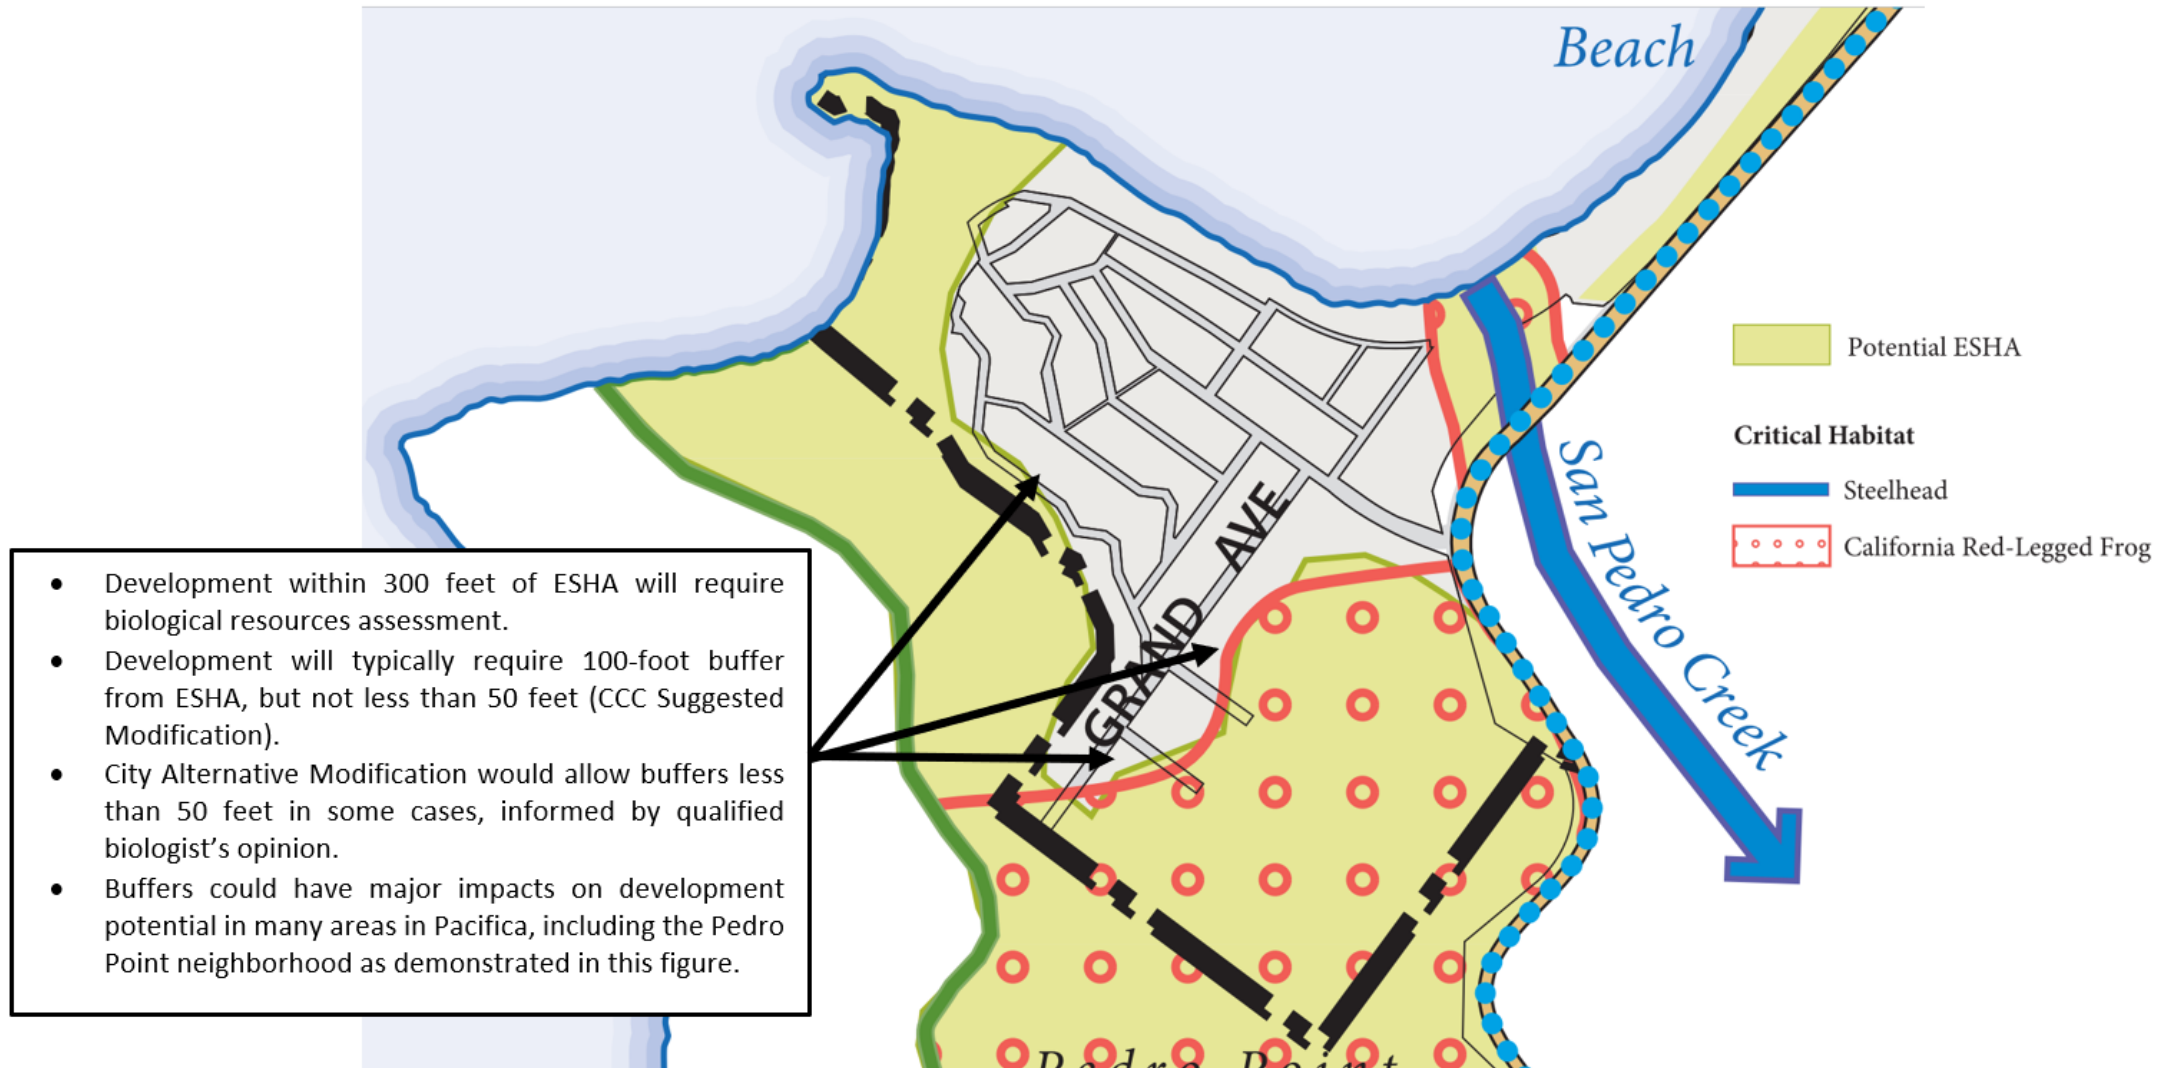 Beach
Potential ESHA
Critical Habitat
Steelhead
California Red-Legged Frog
San Pedro Creek
GRAND AVE
• Development within 300 feet of ESHA will require
biological resources assessment.
• Development will typically require 100-foot buffer
from ESHA, but not less than 50 feet (CCC Suggested
Modification).
• City Alternative Modification would allow buffers less
than 50 feet in some cases, informed by qualified
biologist’s opinion.
• Buffers could have major impacts on development
potential in many areas in Pacifica, including the Pedro
Point neighborhood as demonstrated in this figure.
Pedro Point